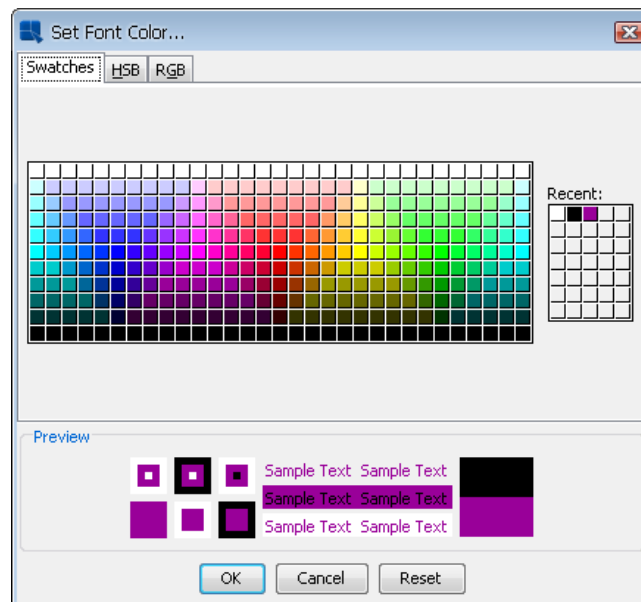 Set Font Color...
Swatches HSB RGB
Recent:
Preview
Sample Text Sample Text
Sample Text Sample Text
Sample Text Sample Text
OK Cancel Reset